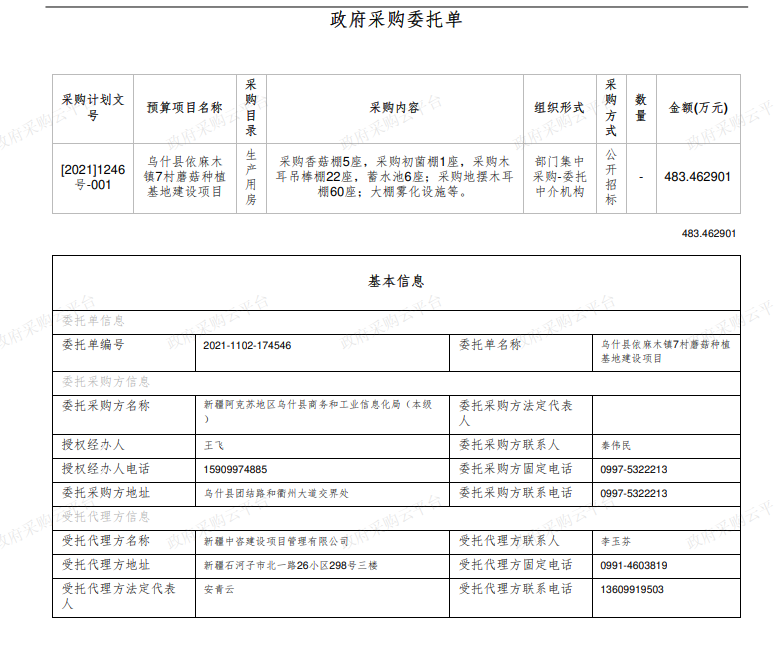 政府采购委托单
采购计划文号 预算项目名称 采购目录 采购内容 组织形式 采购方式 数量 金额(万元)
[2021]1246号-001 乌什县依麻木镇7村蘑菇种植基地建设项目 生产用房 采购香菇棚5座，采购初菌棚1座，采购木耳吊棒棚22座，蓄水池6座；采购地摆木耳棚60座；大棚雾化设施等。 部门集中采购-委托中介机构 公开招标 - 483.462901
483.462901
基本信息
委托单信息
委托单编号 2021-1102-174546 委托单名称 乌什县依麻木镇7村蘑菇种植基地建设项目
委托采购方信息
委托采购方名称 新疆阿克苏地区乌什县商务和工业信息化局（本级） 委托采购方法定代表人
授权经办人 王飞 委托采购方联系人 秦伟民
授权经办人电话 15909974885 委托采购方固定电话 0997-5322213
委托采购方地址 乌什县团结路和衢州大道交界处 委托采购方联系电话 0997-5322213
受托代理方信息
受托代理方名称 新疆中咨建设项目管理有限公司 受托代理方联系人 李玉芬
受托代理方地址 新疆石河子市北一路26小区298号三楼 受托代理方固定电话 0991-4603819
受托代理方法定代表人 安青云 受托代理方联系电话 13609919503
政府采购云平台